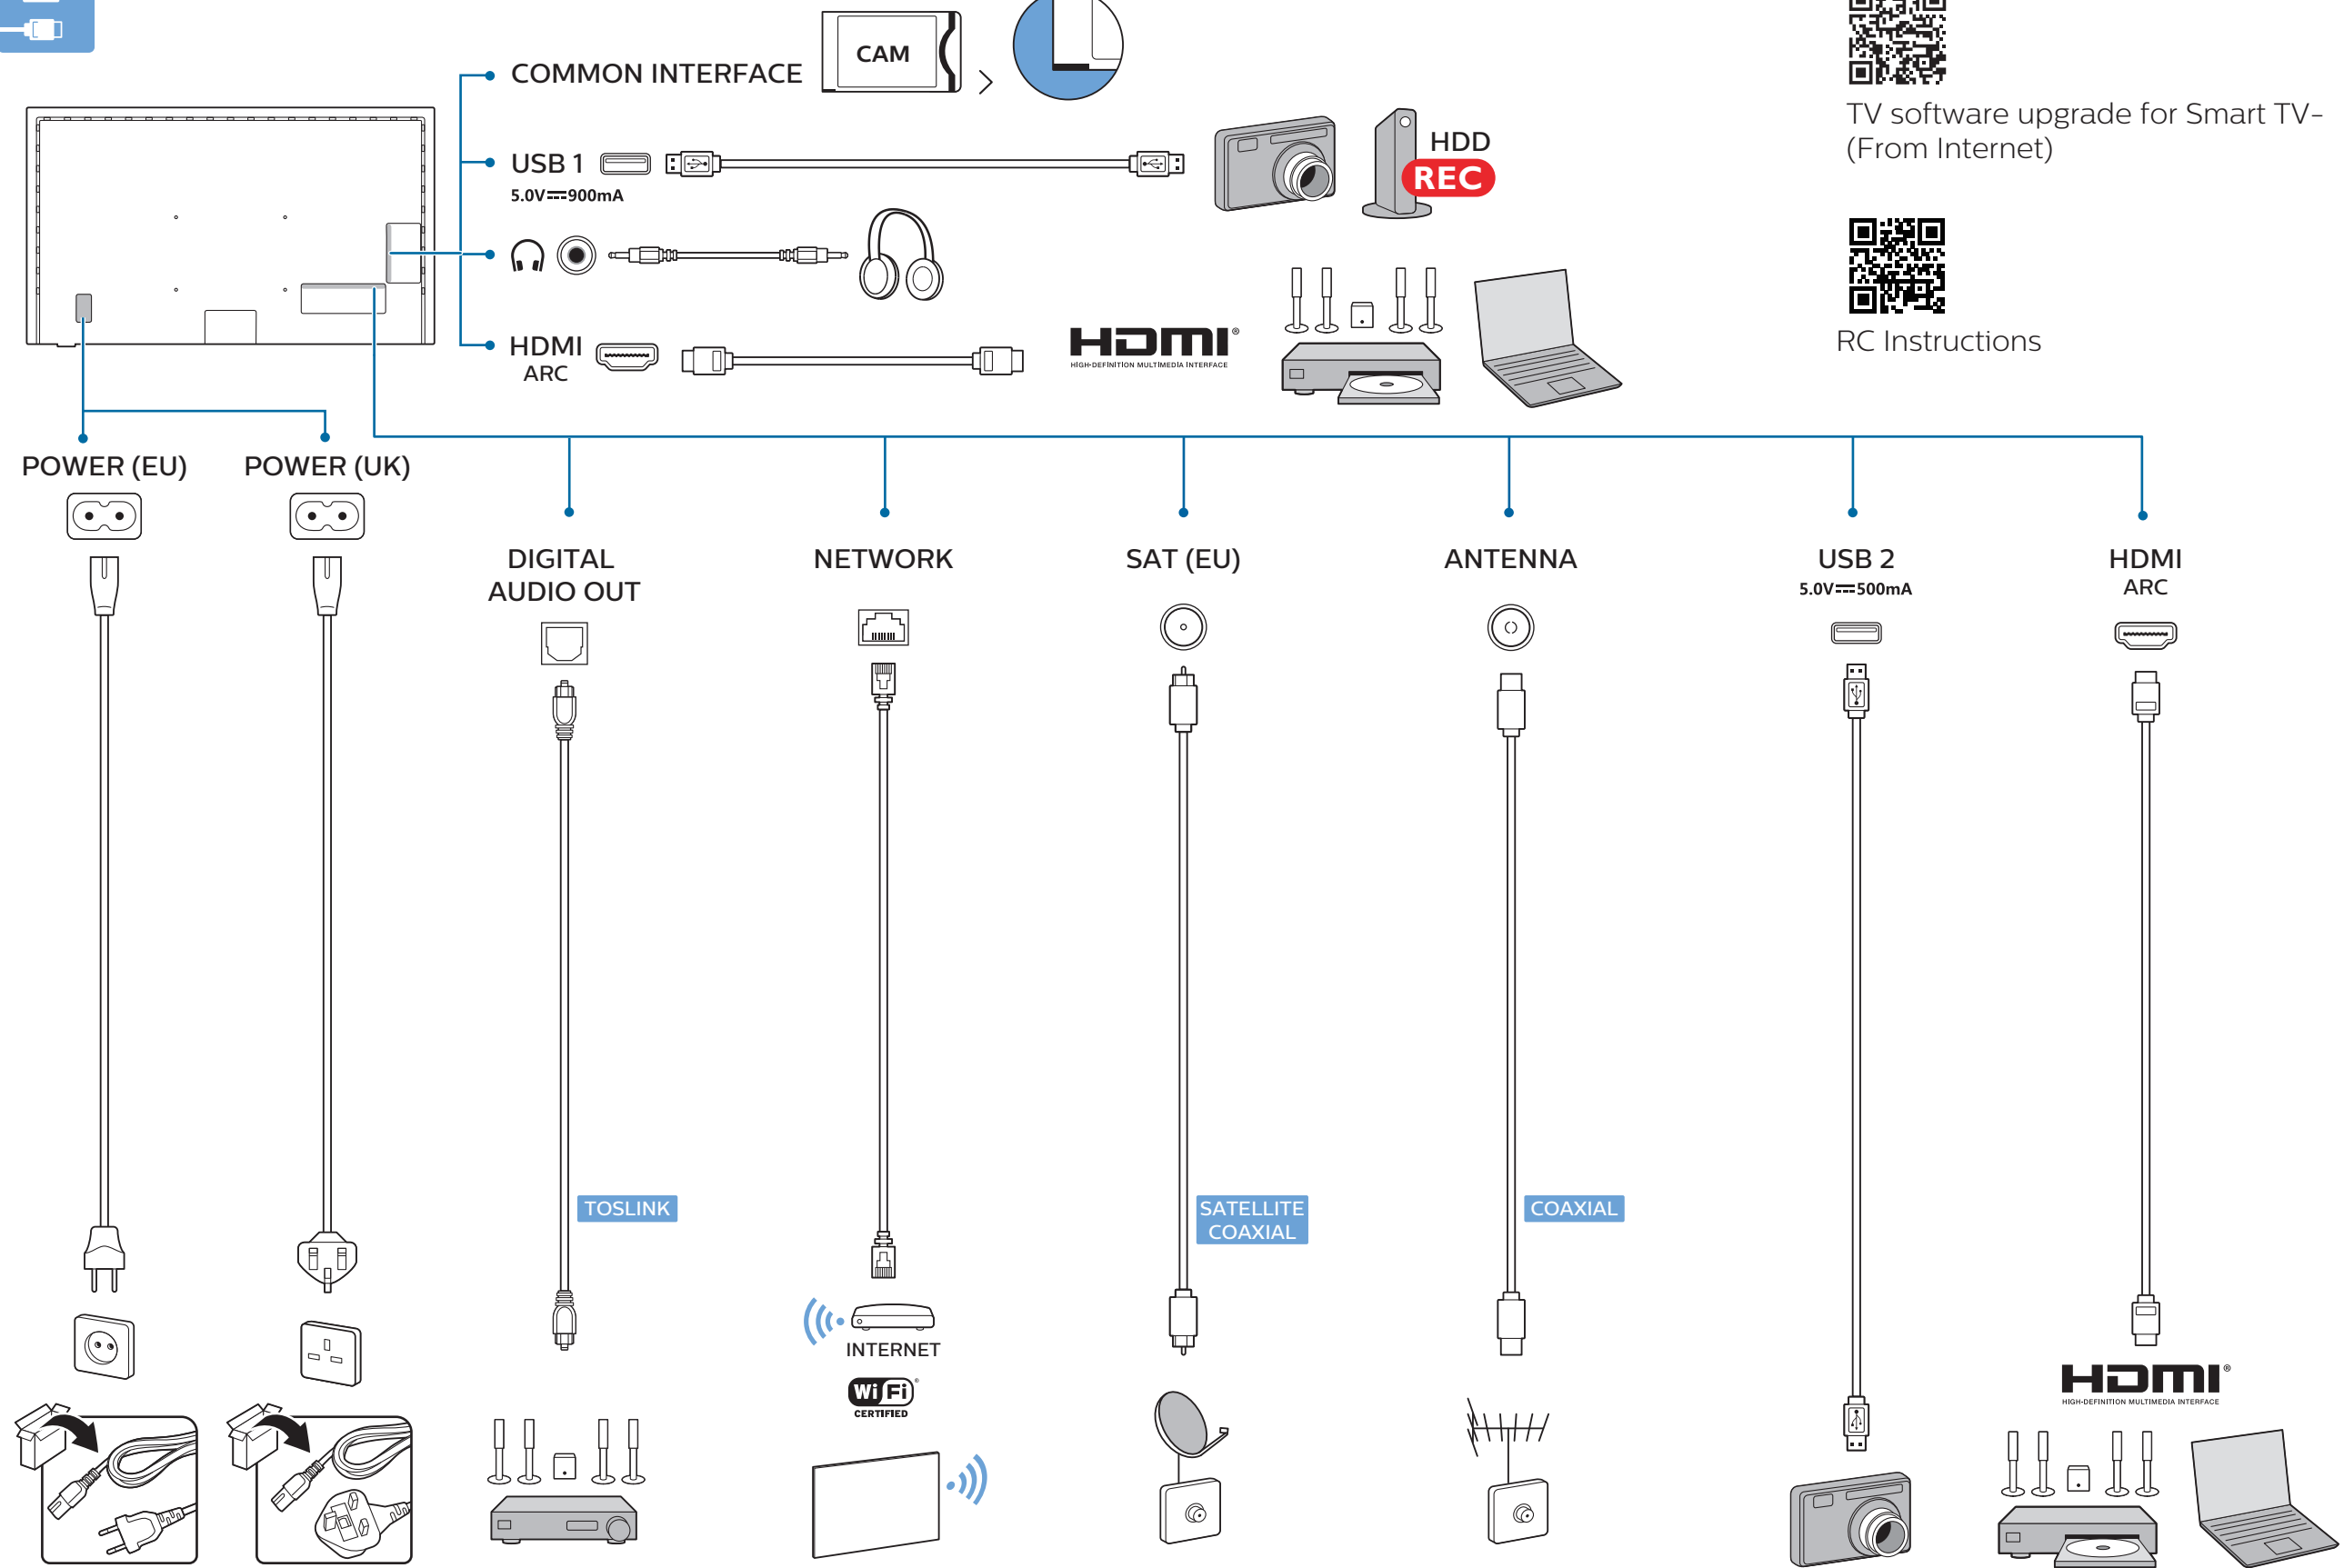 CAM
COMMON INTERFACE
USB 1
5.0V⎓900mA
HDD
REC
HDMI
ARC
HDMI®
HIGH-DEFINITION MULTIMEDIA INTERFACE
TV software upgrade for Smart TV-
(From Internet)
RC Instructions
POWER (EU)
POWER (UK)
DIGITAL
AUDIO OUT
NETWORK
SAT (EU)
ANTENNA
USB 2
5.0V⎓500mA
HDMI
ARC
TOSLINK
SATELLITE
COAXIAL
COAXIAL
INTERNET
Wi Fi®
CERTIFIED
HDMI®
HIGH-DEFINITION MULTIMEDIA INTERFACE